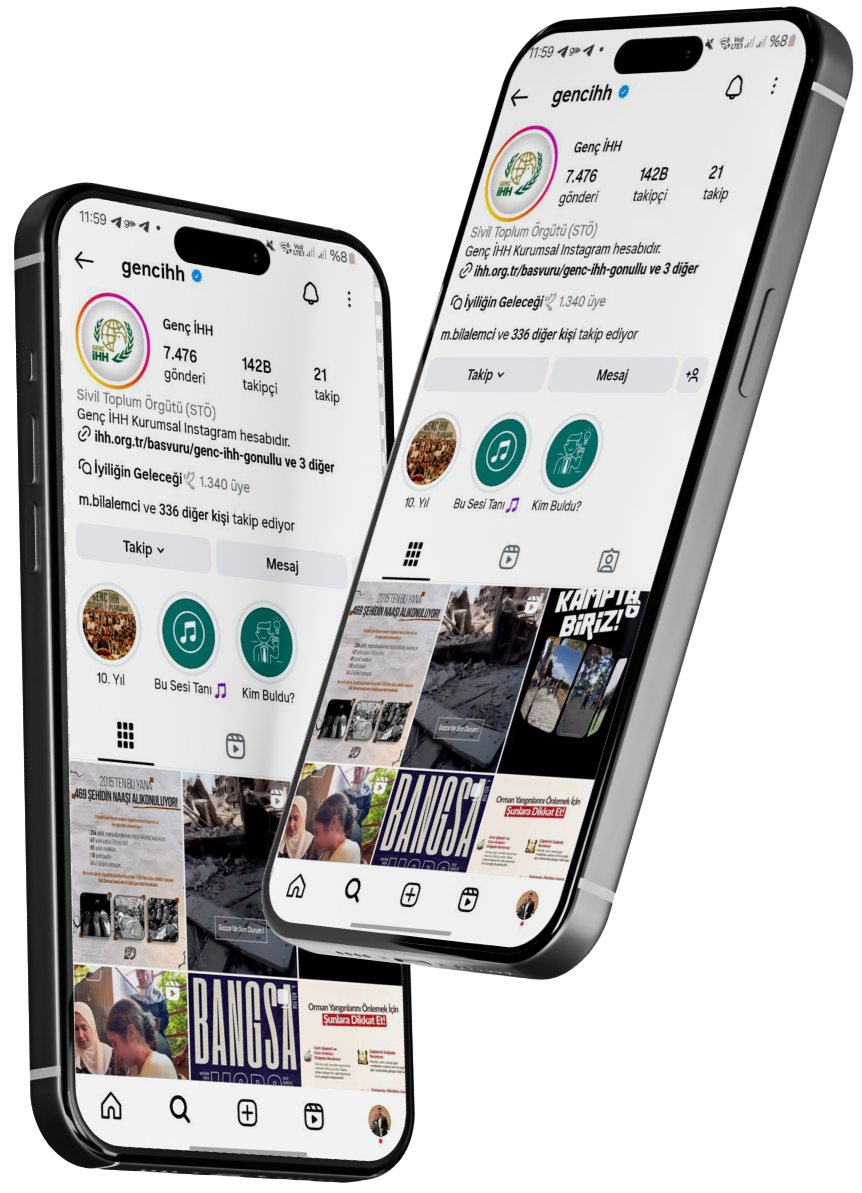 11:59
%8
gencihh
GENÇ
İHH
Genç İHH
7.476
142B
21
gönderi
takipçi
takip
Sivil Toplum Örgütü (STÖ)
Genç İHH Kurumsal Instagram hesabıdır.
ihh.org.tr/basvuru/genc-ihh-gonullu ve 3 diğer
İyiliğin Geleceği 1.340 üye
m.bilalemci ve 336 diğer kişi takip ediyor
Takip
Mesaj
10. Yıl
Bu Sesi Tanı
Kim Buldu?
2015'TEN BU YANA
469 ŞEHİDİN NAAŞI ALIKONULUYOR!
Gazze'de Son Durum!
KAMPTA
BİRİZ!
BANGSA
Orman Yangınlarını Önlemek İçin
Şunlara Dikkat Et!
11:59
%8
gencihh
GENÇ
İHH
Genç İHH
7.476
142B
21
gönderi
takipçi
takip
Sivil Toplum Örgütü (STÖ)
Genç İHH Kurumsal Instagram hesabıdır.
ihh.org.tr/basvuru/genc-ihh-gonullu ve 3 diğer
İyiliğin Geleceği 1.340 üye
m.bilalemci ve 336 diğer kişi takip ediyor
Takip
Mesaj
10. Yıl
Bu Sesi Tanı
Kim Buldu?
2015'TEN BU YANA
469 ŞEHİDİN NAAŞI ALIKONULUYOR!
Gazze'de Son Durum!
BANGSA
Orman Yangınlarını Önlemek İçin
Şunlara Dikkat Et!